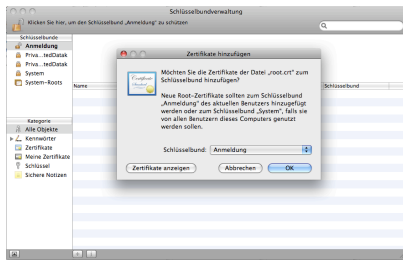 Schlüsselbundverwaltung
Klicken Sie hier, um den Schlüsselbund „Anmeldung“ zu schützen
Schlüsselbunde
Anmeldung
Priva...tedDatak
Priva...tedDatak
System
System-Roots
Name
Schlüsselbund
Zertifikate hinzufügen
Möchten Sie die Zertifikate der Datei „root.crt“ zum
Schlüsselbund hinzufügen?
Neue Root-Zertifikate sollten zum Schlüsselbund
„Anmeldung“ des aktuellen Benutzers hinzugefügt
werden oder zum Schlüsselbund „System“, falls sie
von allen Benutzern dieses Computers genutzt
werden sollen.
Schlüsselbund: Anmeldung
Zertifikate anzeigen
Abbrechen
OK
Kategorie
Alle Objekte
Kennwörter
Zertifikate
Meine Zertifikate
Schlüssel
Sichere Notizen